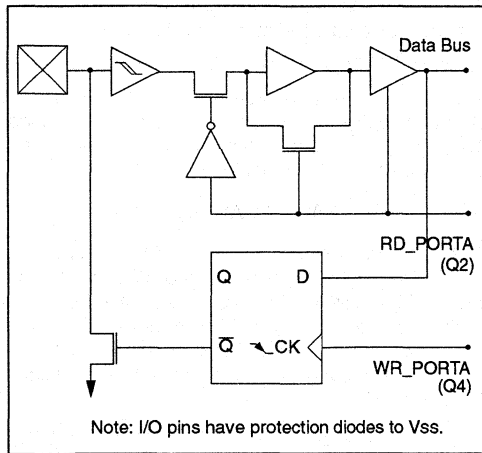 Data Bus
RD_PORTA
(Q2)
Q D
Q̅ CK
WR_PORTA
(Q4)
Note: I/O pins have protection diodes to Vss.